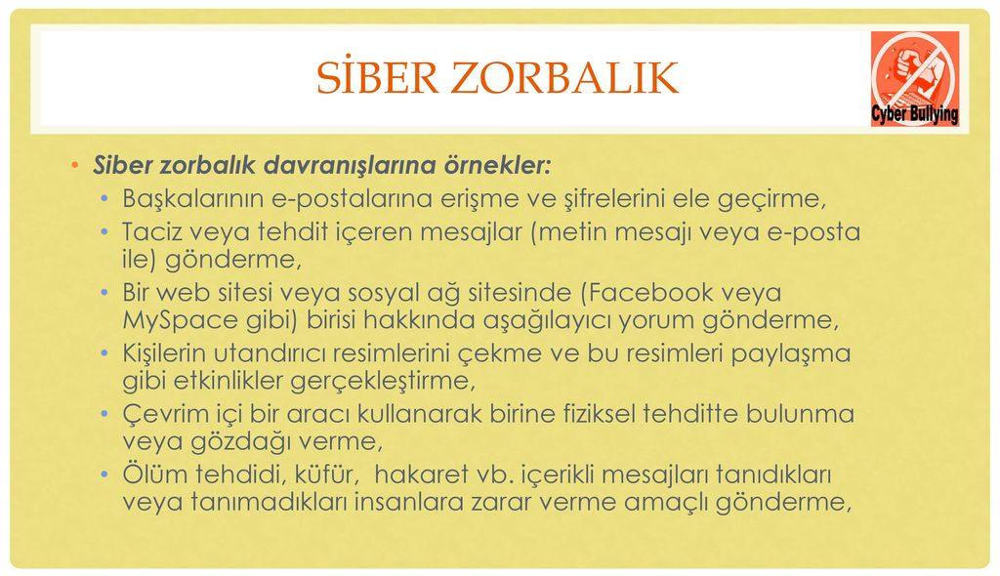 SİBER ZORBALIK
Cyber Bullying
• Siber zorbalık davranışlarına örnekler:
• Başkalarının e-postalarına erişme ve şifrelerini ele geçirme,
• Taciz veya tehdit içeren mesajlar (metin mesajı veya e-posta
ile) gönderme,
• Bir web sitesi veya sosyal ağ sitesinde (Facebook veya
MySpace gibi) birisi hakkında aşağılayıcı yorum gönderme,
• Kişilerin utandırıcı resimlerini çekme ve bu resimleri paylaşma
gibi etkinlikler gerçekleştirme,
• Çevrim içi bir aracı kullanarak birine fiziksel tehditte bulunma
veya gözdağı verme,
• Ölüm tehdidi, küfür, hakaret vb. içerikli mesajları tanıdıkları
veya tanımadıkları insanlara zarar verme amaçlı gönderme,